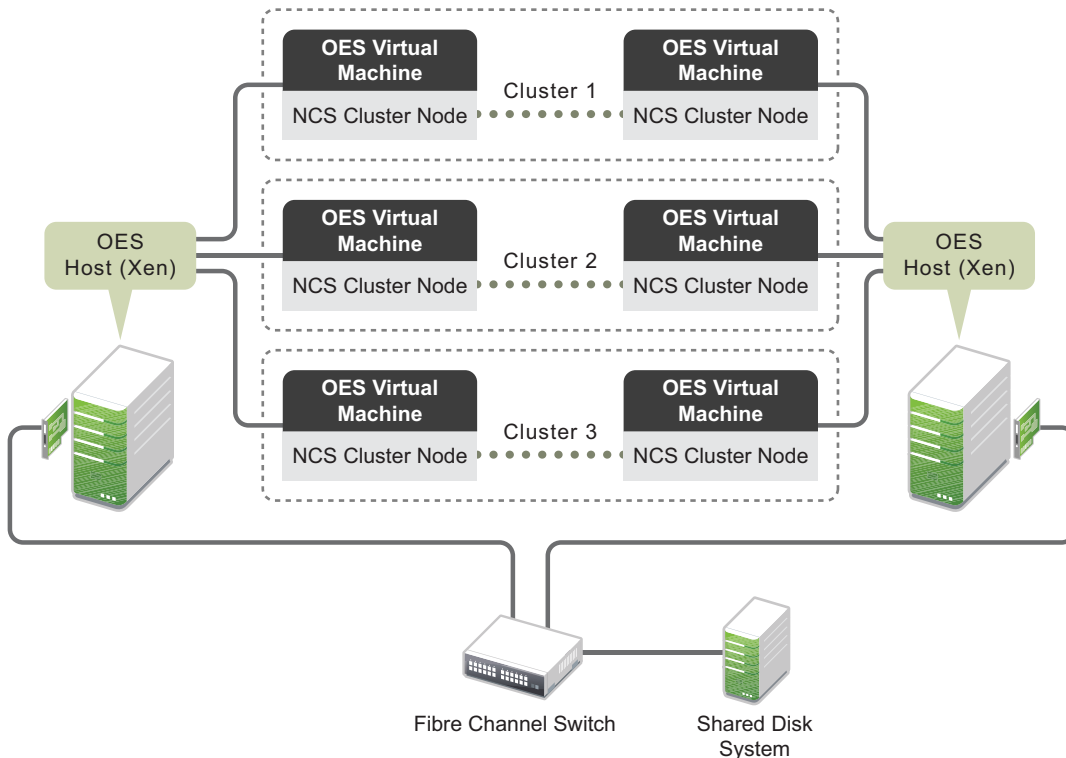 OES Virtual
Machine
NCS Cluster Node
Cluster 1
OES Virtual
Machine
NCS Cluster Node
OES Virtual
Machine
NCS Cluster Node
Cluster 2
OES Virtual
Machine
NCS Cluster Node
OES
Host (Xen)
OES
Host (Xen)
OES Virtual
Machine
NCS Cluster Node
Cluster 3
OES Virtual
Machine
NCS Cluster Node
Fibre Channel Switch
Shared Disk
System